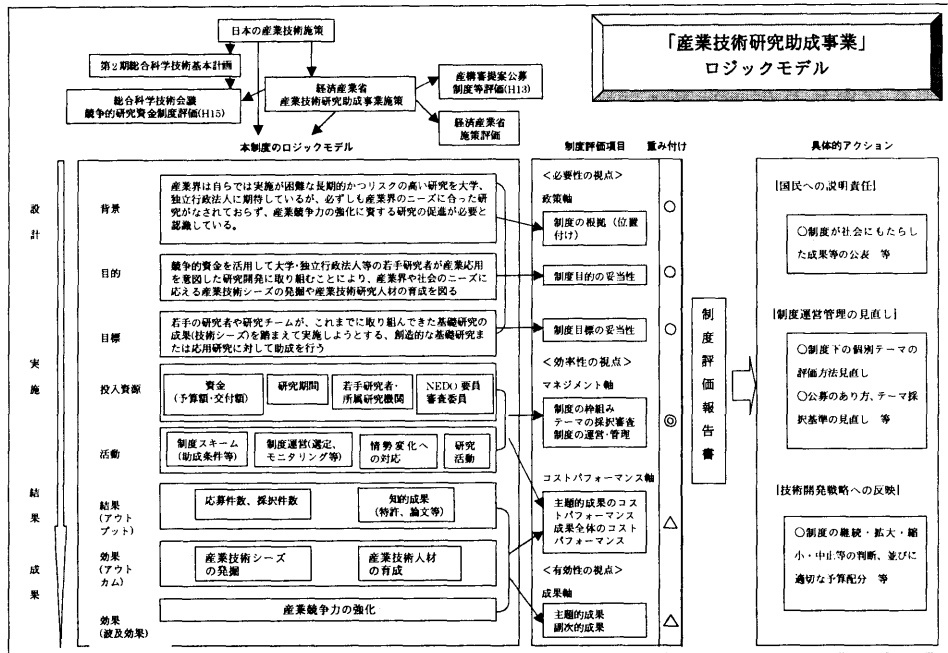 日本の産業技術施策
「産業技術研究助成事業」
ロジックモデル
第2期総合科学技術基本計画
経済産業省
産業技術研究助成事業施策
産構審提案公募
制度等評価(H13)
総合科学技術会議
競争的研究資金制度評価(H15)
経済産業省
施策評価
本制度のロジックモデル
制度評価項目
重み付け
具体的アクション
設計
実施
結果
成果
背景
産業界は自らでは実施が困難な長期的かつリスクの高い研究を大学、
独立行政法人に期待しているが、必ずしも産業界のニーズに合った研
究がなされておらず、産業競争力の強化に資する研究の促進が必要と
認識している。
目的
競争的資金を活用して大学・独立行政法人等の若手研究者が産業応用
を意図した研究開発に取り組むことにより、産業界や社会のニーズに
応える産業技術シーズの発掘や産業技術研究人材の育成を図る
目標
若手の研究者や研究チームが、これまでに取り組んできた基礎研究の
成果(技術シーズ)を踏まえて実施しようとする、創造的な基礎研究ま
たは応用研究に対して助成を行う
投入資源
資金
(予算額・交付額)
研究期間
若手研究者・
所属研究機関
NEDO要員
審査委員
活動
制度スキーム
(助成条件等)
制度運営(選定、
モニタリング等)
情勢変化へ
の対応
研究
活動
結果
(アウト
プット)
応募件数、採択件数
知的成果
(特許、論文等)
効果
(アウト
カム)
産業技術シーズ
の発掘
産業技術人材
の育成
効果
(波及効果)
産業競争力の強化
<必要性の視点>
政策軸
制度の根拠(位置
付け)
○
制度目的の妥当性
○
制度目標の妥当性
○
<効率性の視点>
マネジメント軸
制度の枠組み
テーマの採択審査
制度の運営・管理
◎
コストパフォーマンス軸
主題的成果のコス
トパフォーマンス
成果全体のコスト
パフォーマンス
△
<有効性の視点>
成果軸
主題的成果
副次的成果
△
制度評価報告書
|国民への説明責任|
○制度が社会にもたらし
た成果等の公表 等
|制度運営管理の見直し|
○制度下の個別テーマの
評価方法見直し
○公募のあり方、テーマ採
択基準の見直し 等
|技術開発戦略への反映|
○制度の継続・拡大・縮
小・中止等の判断、並びに
適切な予算配分 等